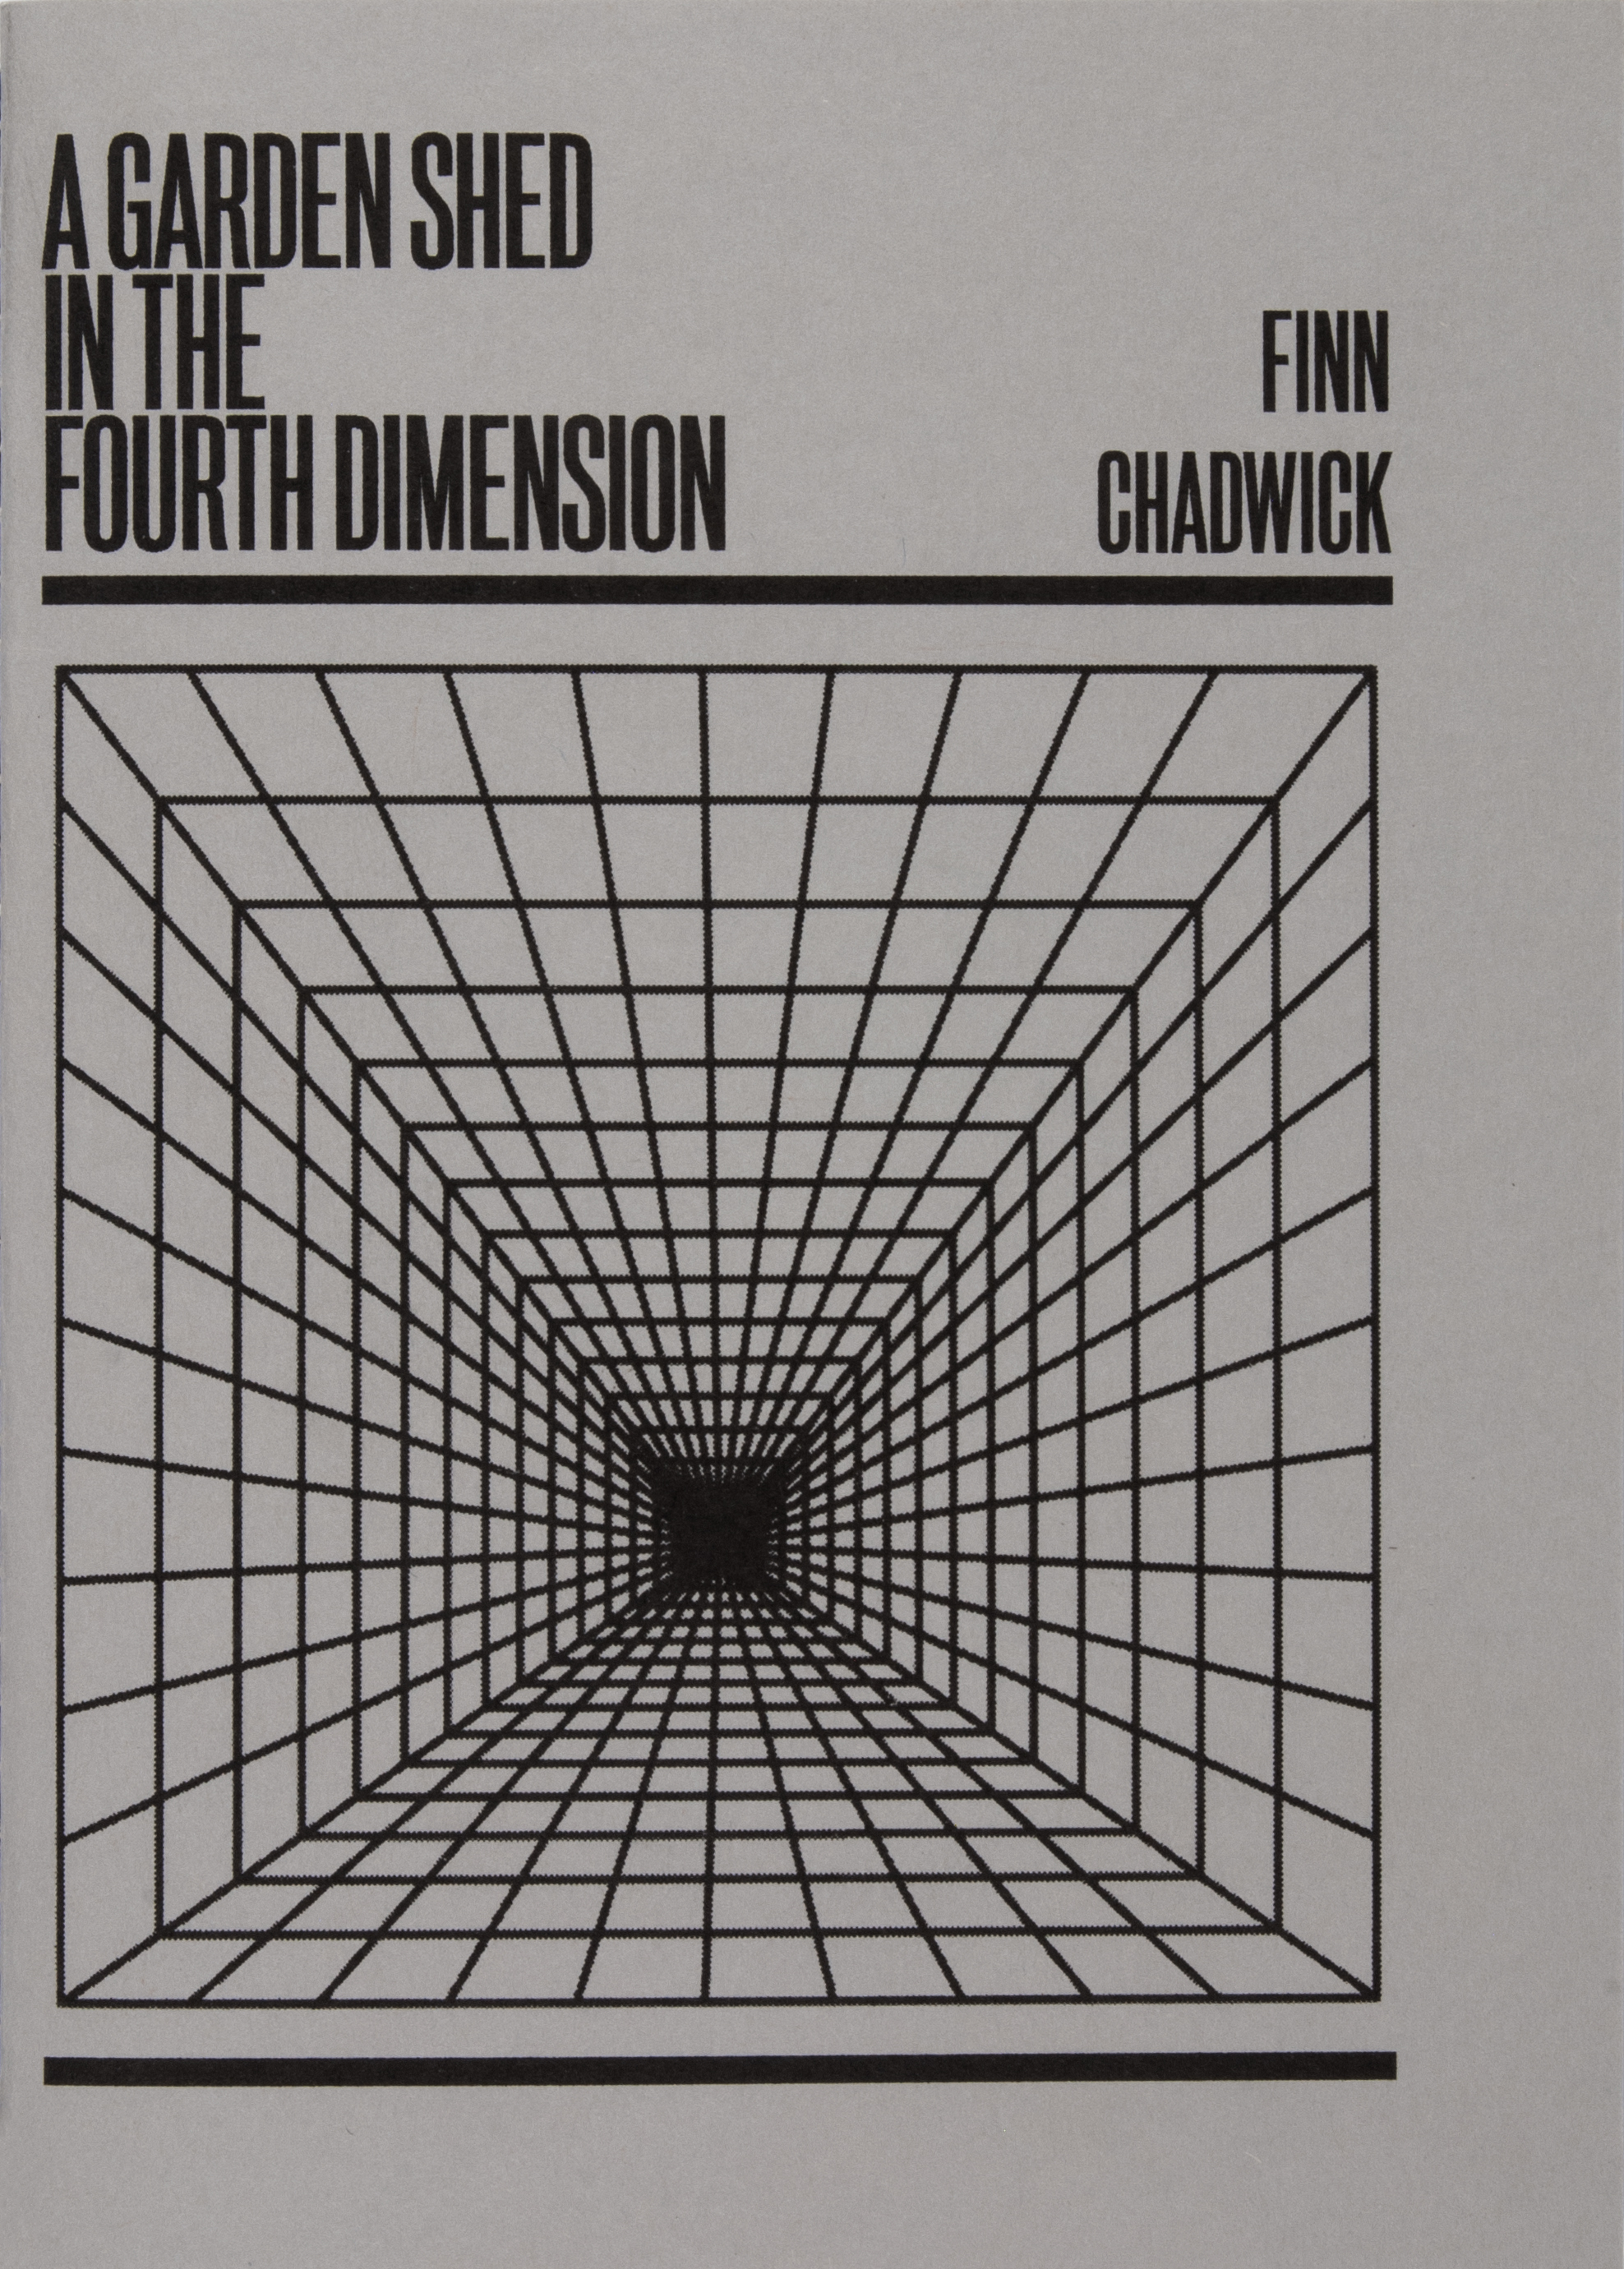 A GARDEN SHED
IN THE
FOURTH DIMENSION
FINN
CHADWICK